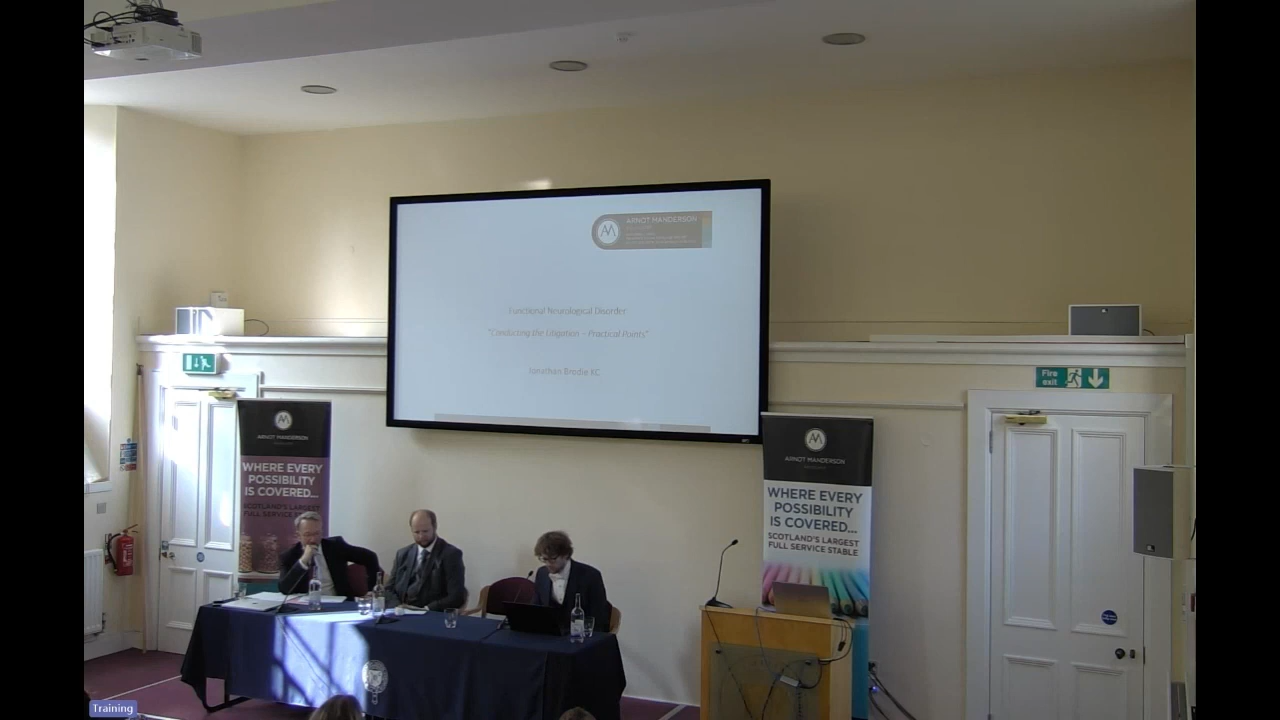 ARNOT MANDERSON
Functional Neurological Disorder
"Conducting the Litigation – Practical Points"
Jonathan Brodie KC
Fire
exit
ARNOT MANDERSON
WHERE EVERY
POSSIBILITY
IS COVERED...
SCOTLAND'S LARGEST
FULL SERVICE STABLE
ARNOT MANDERSON
WHERE EVERY
POSSIBILITY
IS COVERED...
SCOTLAND'S LARGEST
FULL SERVICE STABLE
Training